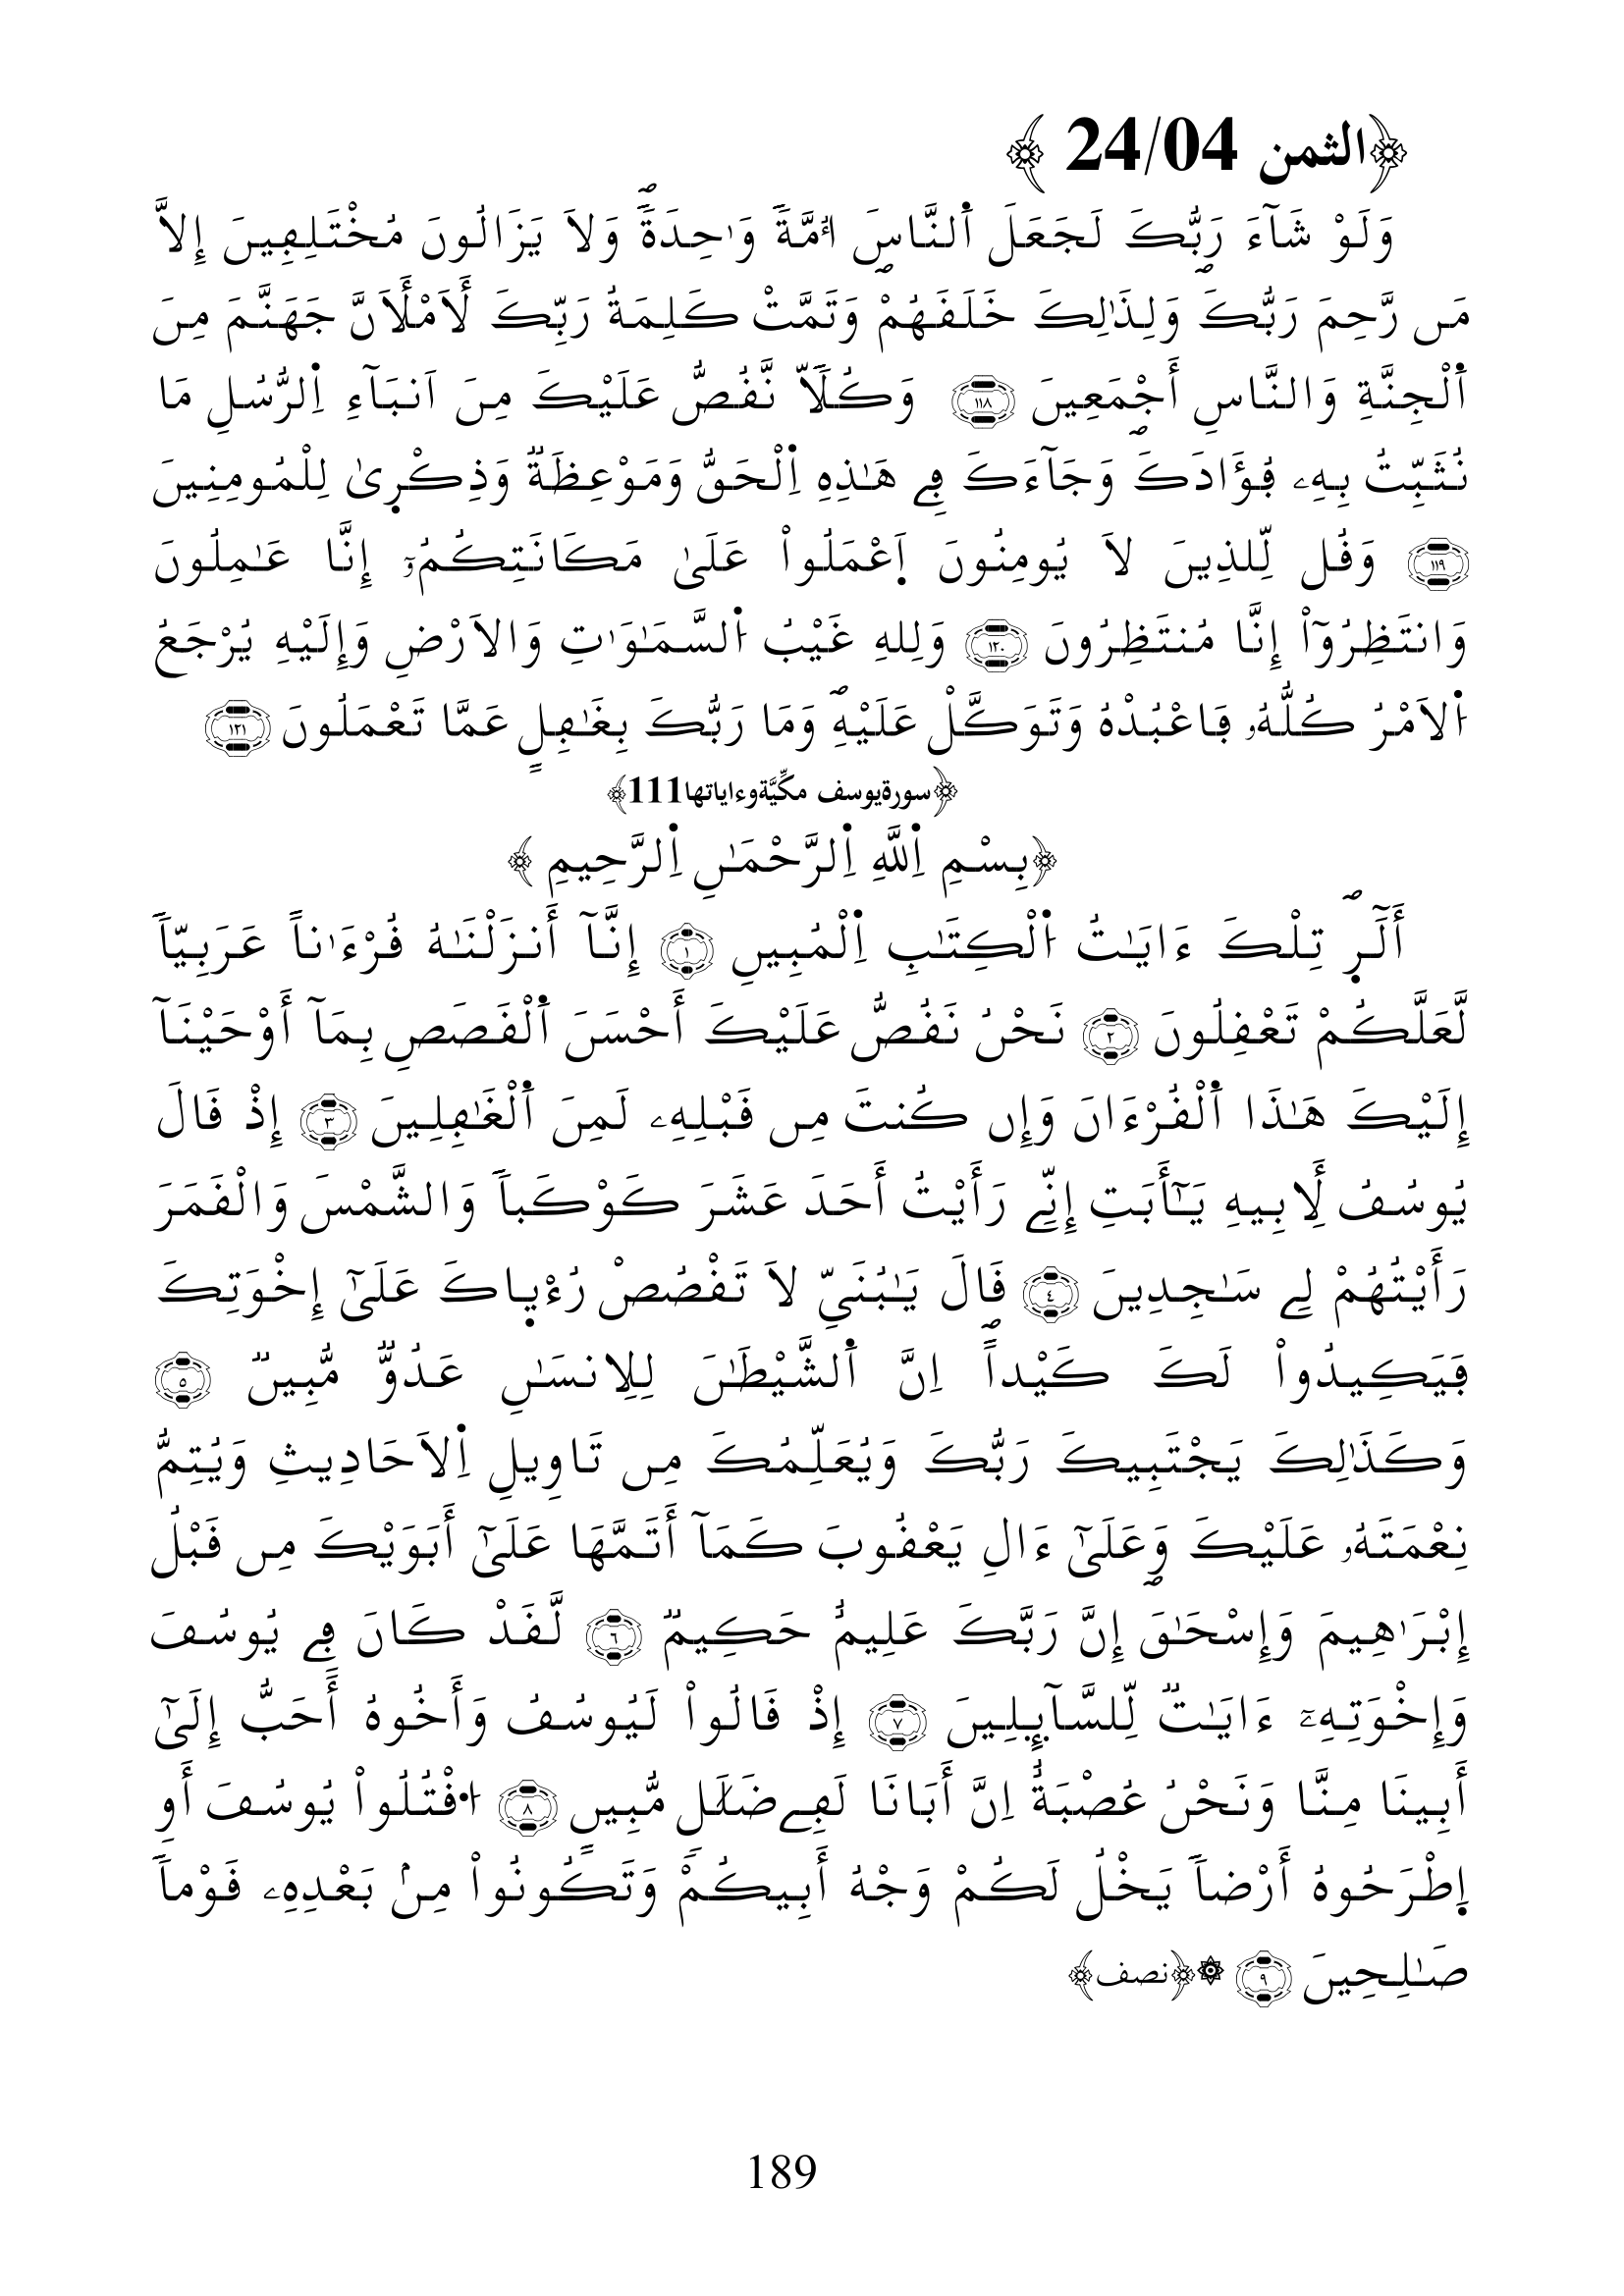 ﴿الثمن 24/04 ﴾
وَلَوْ شَآءَ رَبُّكَ لَجَعَلَ اَ۬لنَّاسَ أُمَّةٗ وَٰحِدَةٗۖ وَلَا يَزَالُونَ مُخْتَلِفِينَ إِلَّا
مَن رَّحِمَ رَبُّكَۖ وَلِذَٰلِكَ خَلَقَهُمْۖ وَتَمَّتْ كَلِمَةُ رَبِّكَ لَأَمْلَأَنَّ جَهَنَّمَ مِنَ
اَ۬لْجِنَّةِ وَالنَّاسِ أَجْمَعِينَ ۝١١٨ وَكُلّاٗ نَّقُصُّ عَلَيْكَ مِنَ اَنۢبَآءِ اِ۬لرُّسُلِ مَا
نُثَبِّتُ بِهِۦ فُؤَادَكَۖ وَجَآءَكَ فِے هَٰذِهِ اِ۬لْحَقُّ وَمَوْعِظَةٞ وَذِكْر۪ىٰ لِلْمُومِنِينَ
۝١١٩ وَقُل لِّلذِينَ لَا يُومِنُونَ اَ۪عْمَلُواْ عَلَىٰ مَكَانَتِكُمُۥٓ إِنَّا عَٰمِلُونَ
وَانتَظِرُوٓاْ إِنَّا مُنتَظِرُونَ ۝١٢٠ وَلِلهِ غَيْبُ اُ۬لسَّمَٰوَٰتِ وَالَارْضِ وَإِلَيْهِ يُرْجَعُ
اُ۬لَامْرُ كُلُّهُۥ فَاعْبُدْهُ وَتَوَكَّلْ عَلَيْهِۖ وَمَا رَبُّكَ بِغَٰفِلٍ عَمَّا تَعْمَلُونَ ۝١٢١
﴿سورةيوسف مكِّيَّةوءاياتها111﴾
﴿بِسْمِ اِ۬للَّهِ اِ۬لرَّحْمَٰنِ اِ۬لرَّحِيمِ ﴾
أَلَٓر۪ۖ تِلْكَ ءَايَٰتُ اُ۬لْكِتَٰبِ اِ۬لْمُبِينِ ۝١ إِنَّآ أَنزَلْنَٰهُ قُرْءَٰناً عَرَبِيّاٗ
لَّعَلَّكُمْ تَعْقِلُونَ ۝٢ نَحْنُ نَقُصُّ عَلَيْكَ أَحْسَنَ اَ۬لْقَصَصِ بِمَآ أَوْحَيْنَآ
إِلَيْكَ هَٰذَا اَ۬لْقُرْءَانَ وَإِن كُنتَ مِن قَبْلِهِۦ لَمِنَ اَ۬لْغَٰفِلِينَ ۝٣ إِذْ قَالَ
يُوسُفُ لِأَبِيهِ يَٰٓأَبَتِ إِنِّے رَأَيْتُ أَحَدَ عَشَرَ كَوْكَباٗ وَالشَّمْسَ وَالْقَمَرَ
رَأَيْتُهُمْ لِے سَٰجِدِينَ ۝٤ قَالَ يَٰبُنَيِّ لَا تَقْصُصْ رُءْي۪اكَ عَلَىٰٓ إِخْوَتِكَ
فَيَكِيدُواْ لَكَ كَيْداًۖ اِنَّ اَ۬لشَّيْطَٰنَ لِلِانسَٰنِ عَدُوّٞ مُّبِينٞ ۝٥
وَكَذَٰلِكَ يَجْتَبِيكَ رَبُّكَ وَيُعَلِّمُكَ مِن تَاوِيلِ اِ۬لَاحَادِيثِ وَيُتِمُّ
نِعْمَتَهُۥ عَلَيْكَ وَعَلَىٰٓ ءَالِ يَعْقُوبَ كَمَآ أَتَمَّهَا عَلَىٰٓ أَبَوَيْكَ مِن قَبْلُ
إِبْرَٰهِيمَ وَإِسْحَٰقَۖ إِنَّ رَبَّكَ عَلِيمٌ حَكِيمٞ ۝٦ لَّقَدْ كَانَ فِے يُوسُفَ
وَإِخْوَتِهِۦٓ ءَايَٰتٞ لِّلسَّآئِلِينَ ۝٧ إِذْ قَالُواْ لَيُوسُفُ وَأَخُوهُ أَحَبُّ إِلَىٰٓ
أَبِينَا مِنَّا وَنَحْنُ عُصْبَةٌ اِنَّ أَبَانَا لَفِے ضَلَٰلٖ مُّبِينٍ ۝٨ اُ۟قْتُلُواْ يُوسُفَ أَوِ
اِ۪طْرَحُوهُ أَرْضاٗ يَخْلُ لَكُمْ وَجْهُ أَبِيكُمْ وَتَكُونُواْ مِنۢ بَعْدِهِۦ قَوْماٗ
صَٰلِحِينَ ۝٩ ۞﴿نصف﴾
189